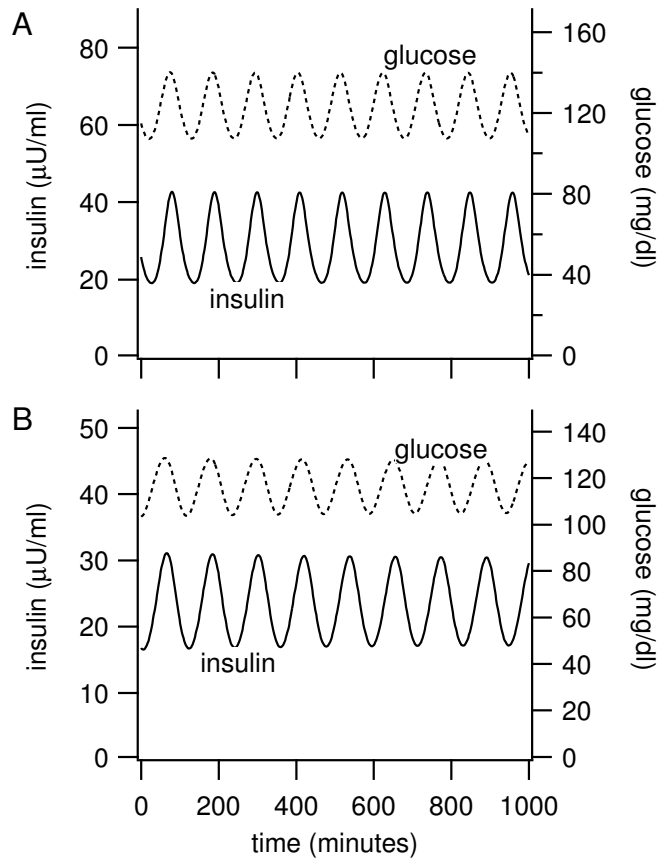 A
glucose
insulin
insulin (μU/ml)
80
60
40
20
0
glucose (mg/dl)
160
120
80
40
0
B
glucose
insulin
insulin (μU/ml)
50
40
30
20
10
0
glucose (mg/dl)
140
120
100
80
60
40
20
0
0 200 400 600 800 1000
time (minutes)